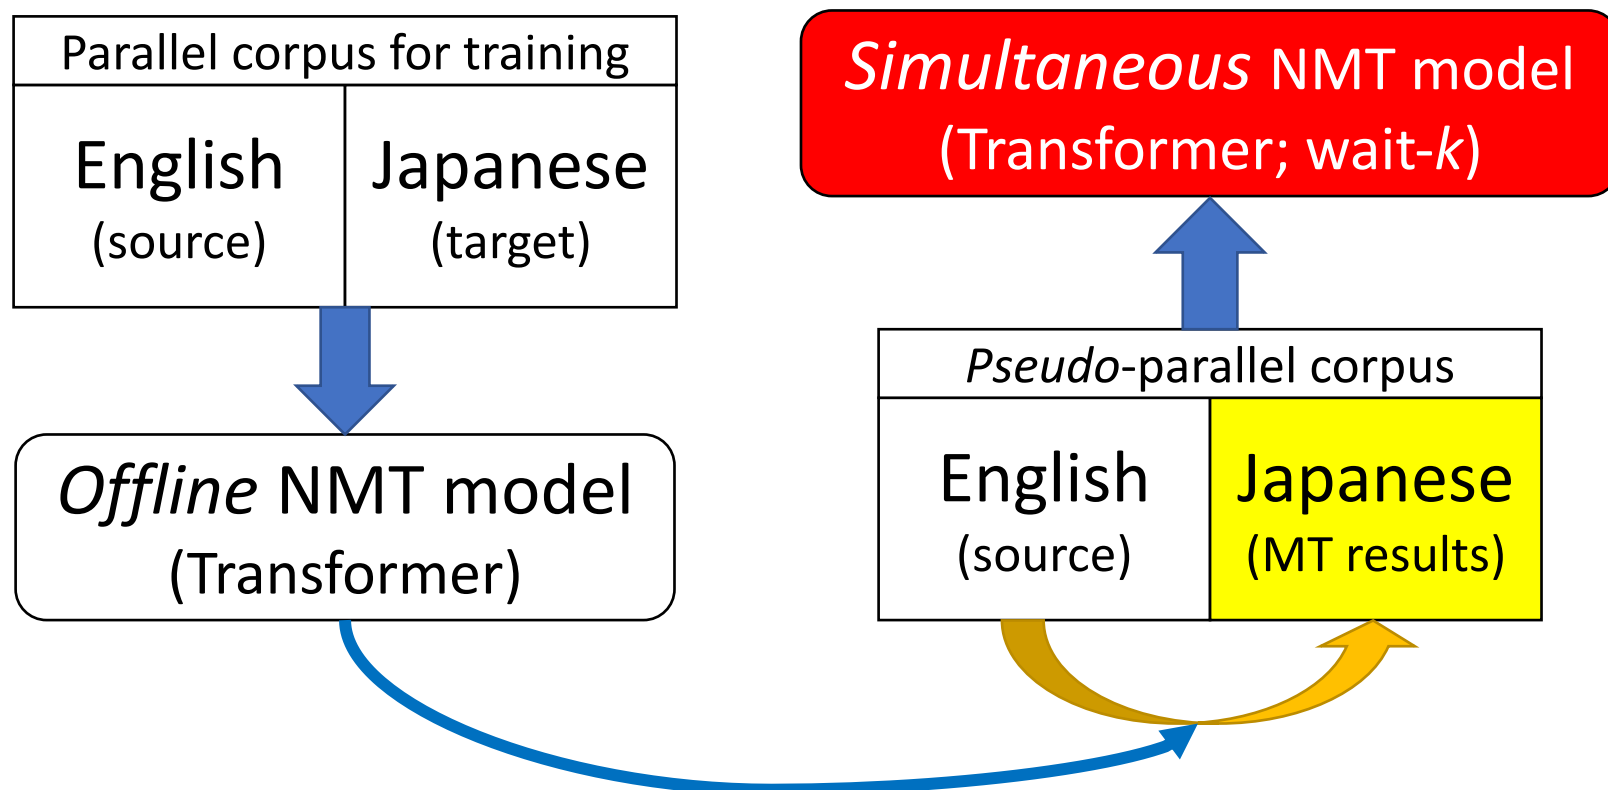 Parallel corpus for training
English
(source)
Japanese
(target)
Offline NMT model
(Transformer)
Simultaneous NMT model
(Transformer; wait-k)
Pseudo-parallel corpus
English
(source)
Japanese
(MT results)